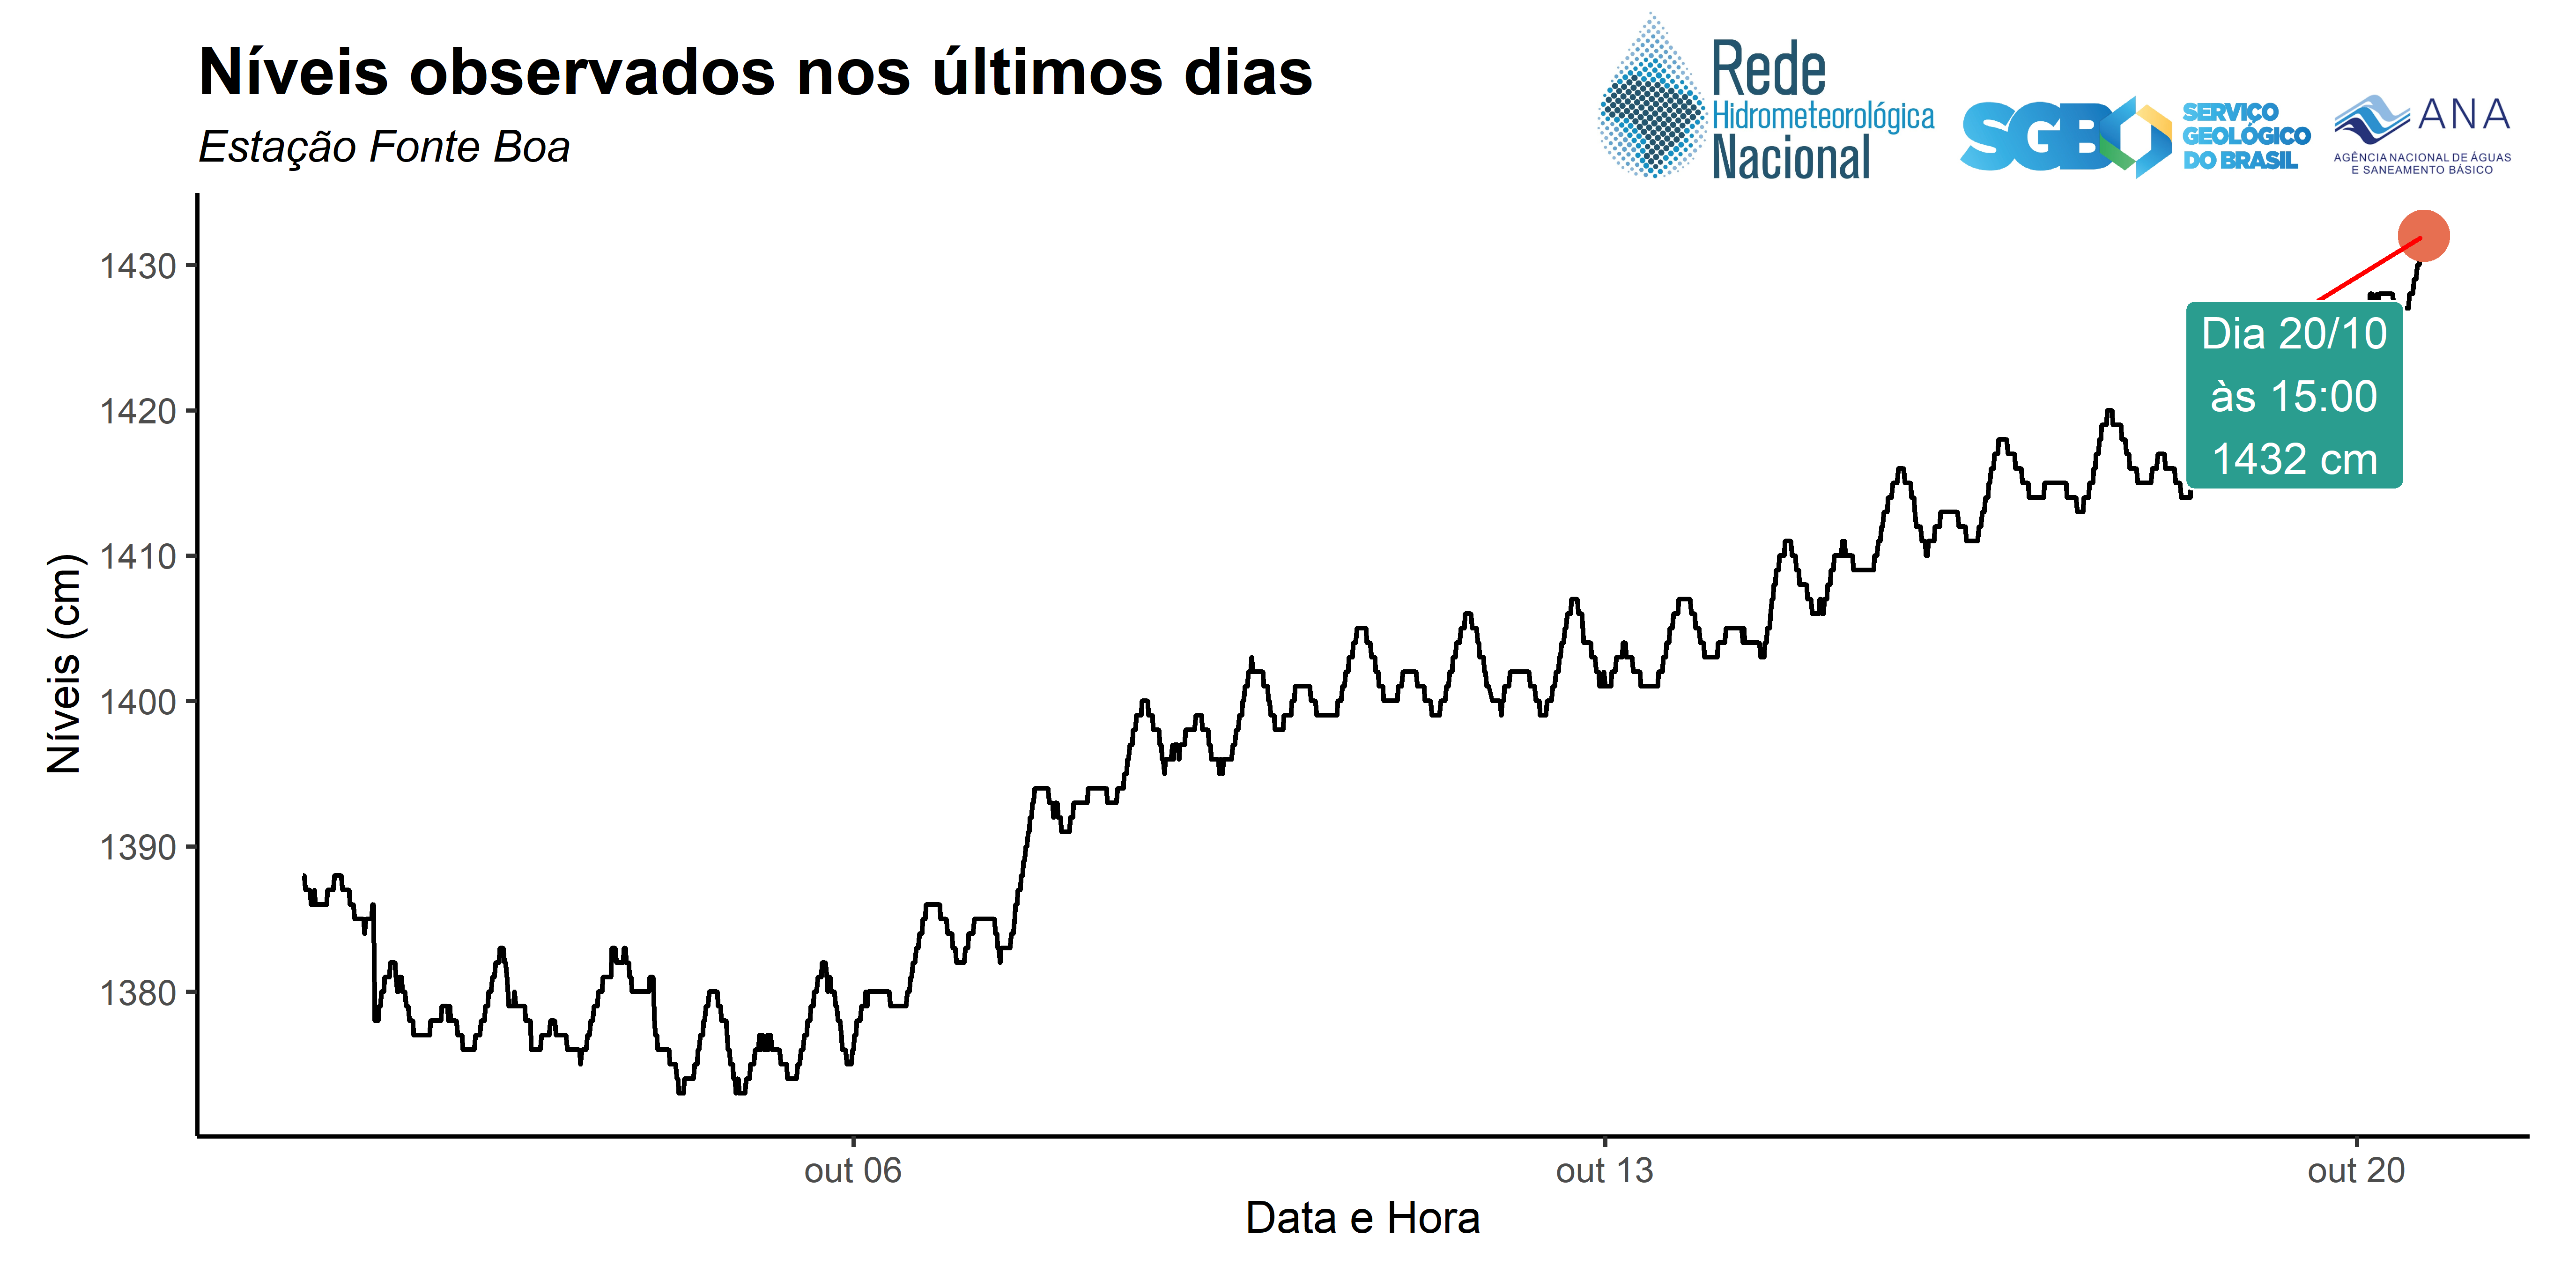 Níveis observados nos últimos dias
Estação Fonte Boa
Rede
Hidrometeorológica
Nacional
SGB
SERVIÇO
GEOLÓGICO
DO BRASIL
ANA
AGÊNCIA NACIONAL DE ÁGUAS
E SANEAMENTO BÁSICO
Níveis (cm)
1430
1420
1410
1400
1390
1380
Dia 20/10
às 15:00
1432 cm
out 06
out 13
out 20
Data e Hora